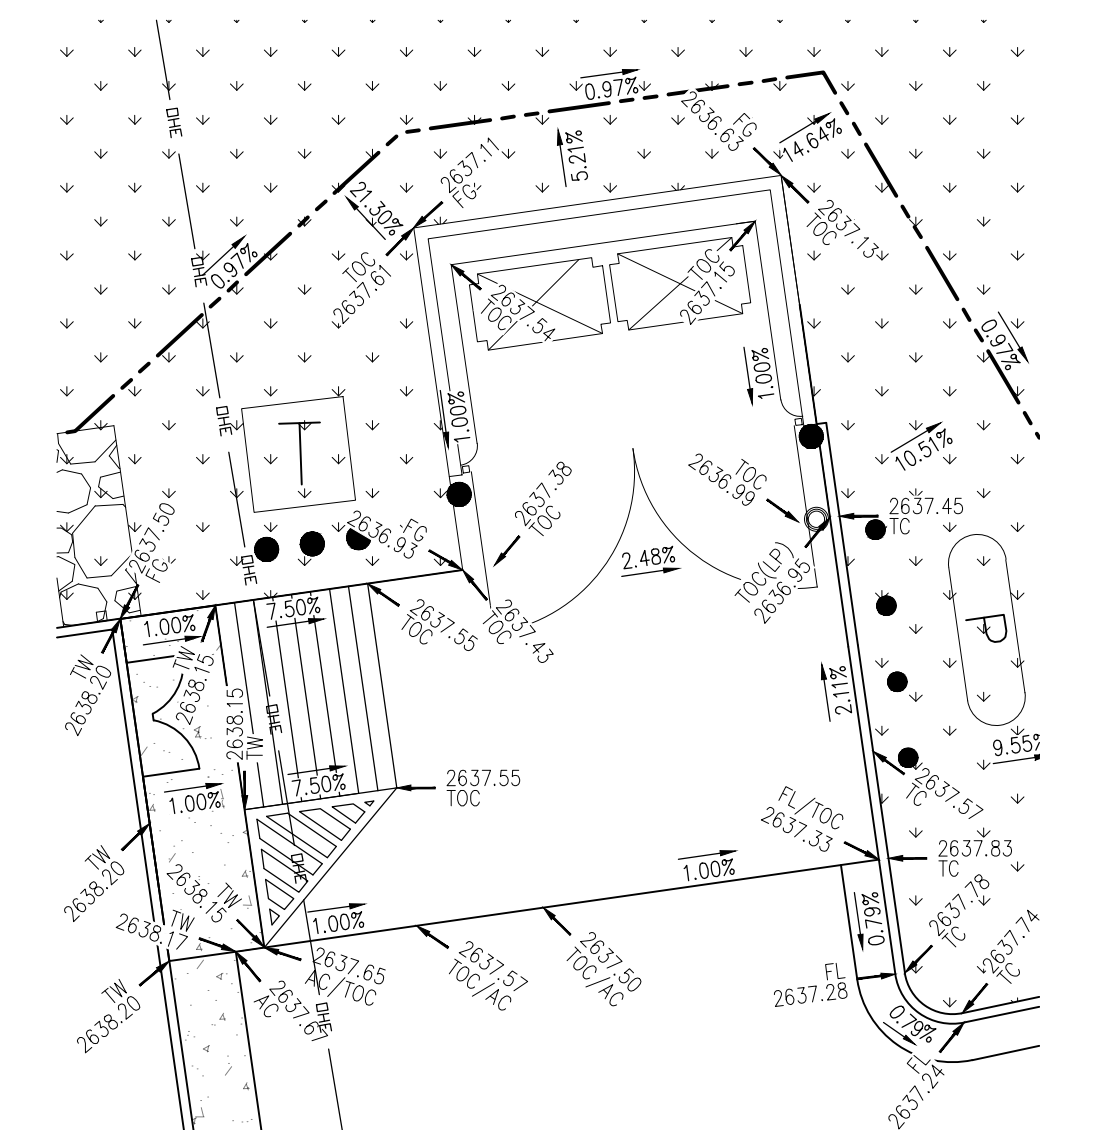 0.97%
OHE
2636.63
FG
14.64%
2637.11
FG
5.21%
21.30%
2637.13
TOC
OHE
0.97%
TOC
2637.61
TOC
2637.15
2637.54
TOC
0.97%
1.00%
1.00%
OHE
T
10.51%
TOC
2636.99
2637.38
TOC
2637.45
TC
2637.50
FG
FG
2636.93
2.48%
TOC(LP)
2636.95
OHE
7.50%
1.00%
2637.55
TOC
2637.43
TOC
P
TW
2638.20
TW
2638.15
2.11%
2638.15
TW
OHE
9.55%
7.50%
1.00%
2637.55
TOC
2637.57
TC
FL/TOC
2637.33
2637.83
TC
TW
2638.20
OHE
1.00%
TW
2638.15
2637.78
TC
0.79%
TW
2638.17
1.00%
2637.65
AC/TOC
2637.57
TOC/AC
2637.50
TOC/AC
2637.74
TC
FL
2637.28
TW
2638.20
2637.67
AC
OHE
0.79%
FL
2637.24